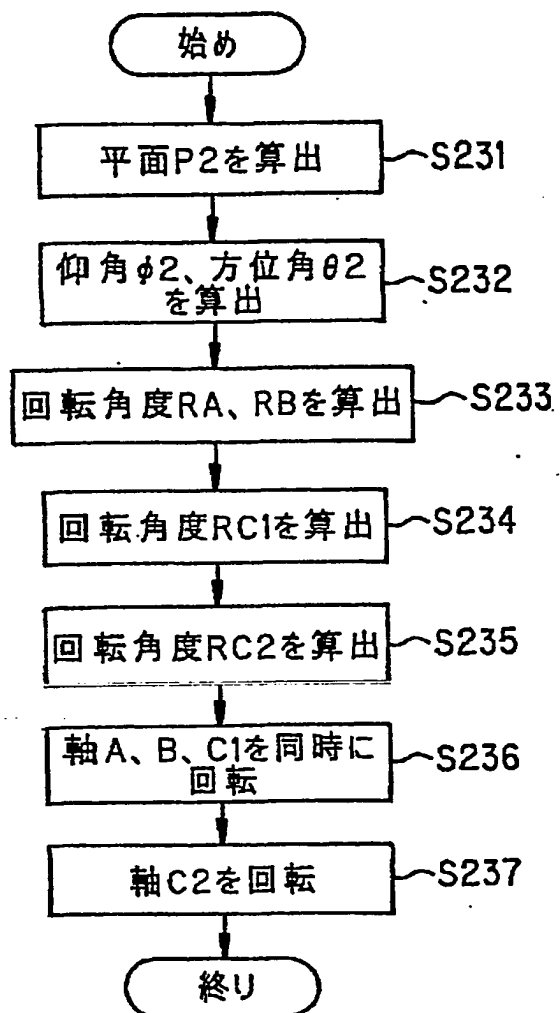 始め
平面P2を算出
S231
仰角φ2、方位角θ2
を算出
S232
回転角度RA、RBを算出
S233
回転角度RC1を算出
S234
回転角度RC2を算出
S235
軸A、B、C1を同時に
回転
S236
軸C2を回転
S237
終り